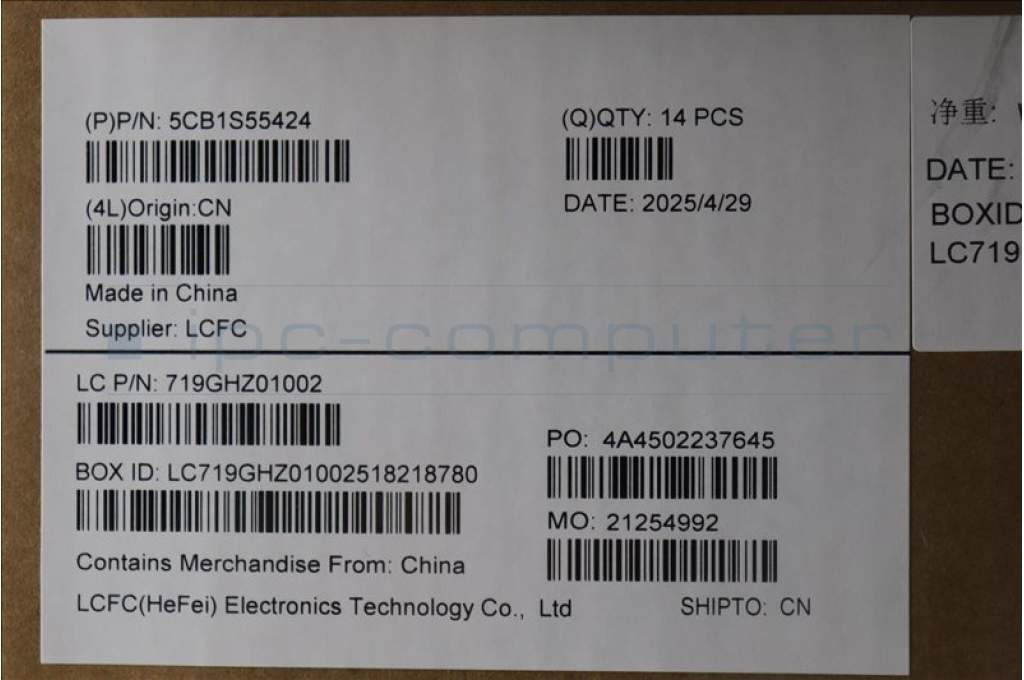 (P)P/N: 5CB1S55424
(Q)QTY: 14 PCS
(4L)Origin:CN
DATE: 2025/4/29
Made in China
Supplier: LCFC
ipc-computer
LC P/N: 719GHZ01002
PO: 4A4502237645
BOX ID: LC719GHZ01002518218780
MO: 21254992
Contains Merchandise From: China
LCFC(HeFei) Electronics Technology Co., Ltd
SHIPTO: CN
净重:
DATE:
BOXID
LC719